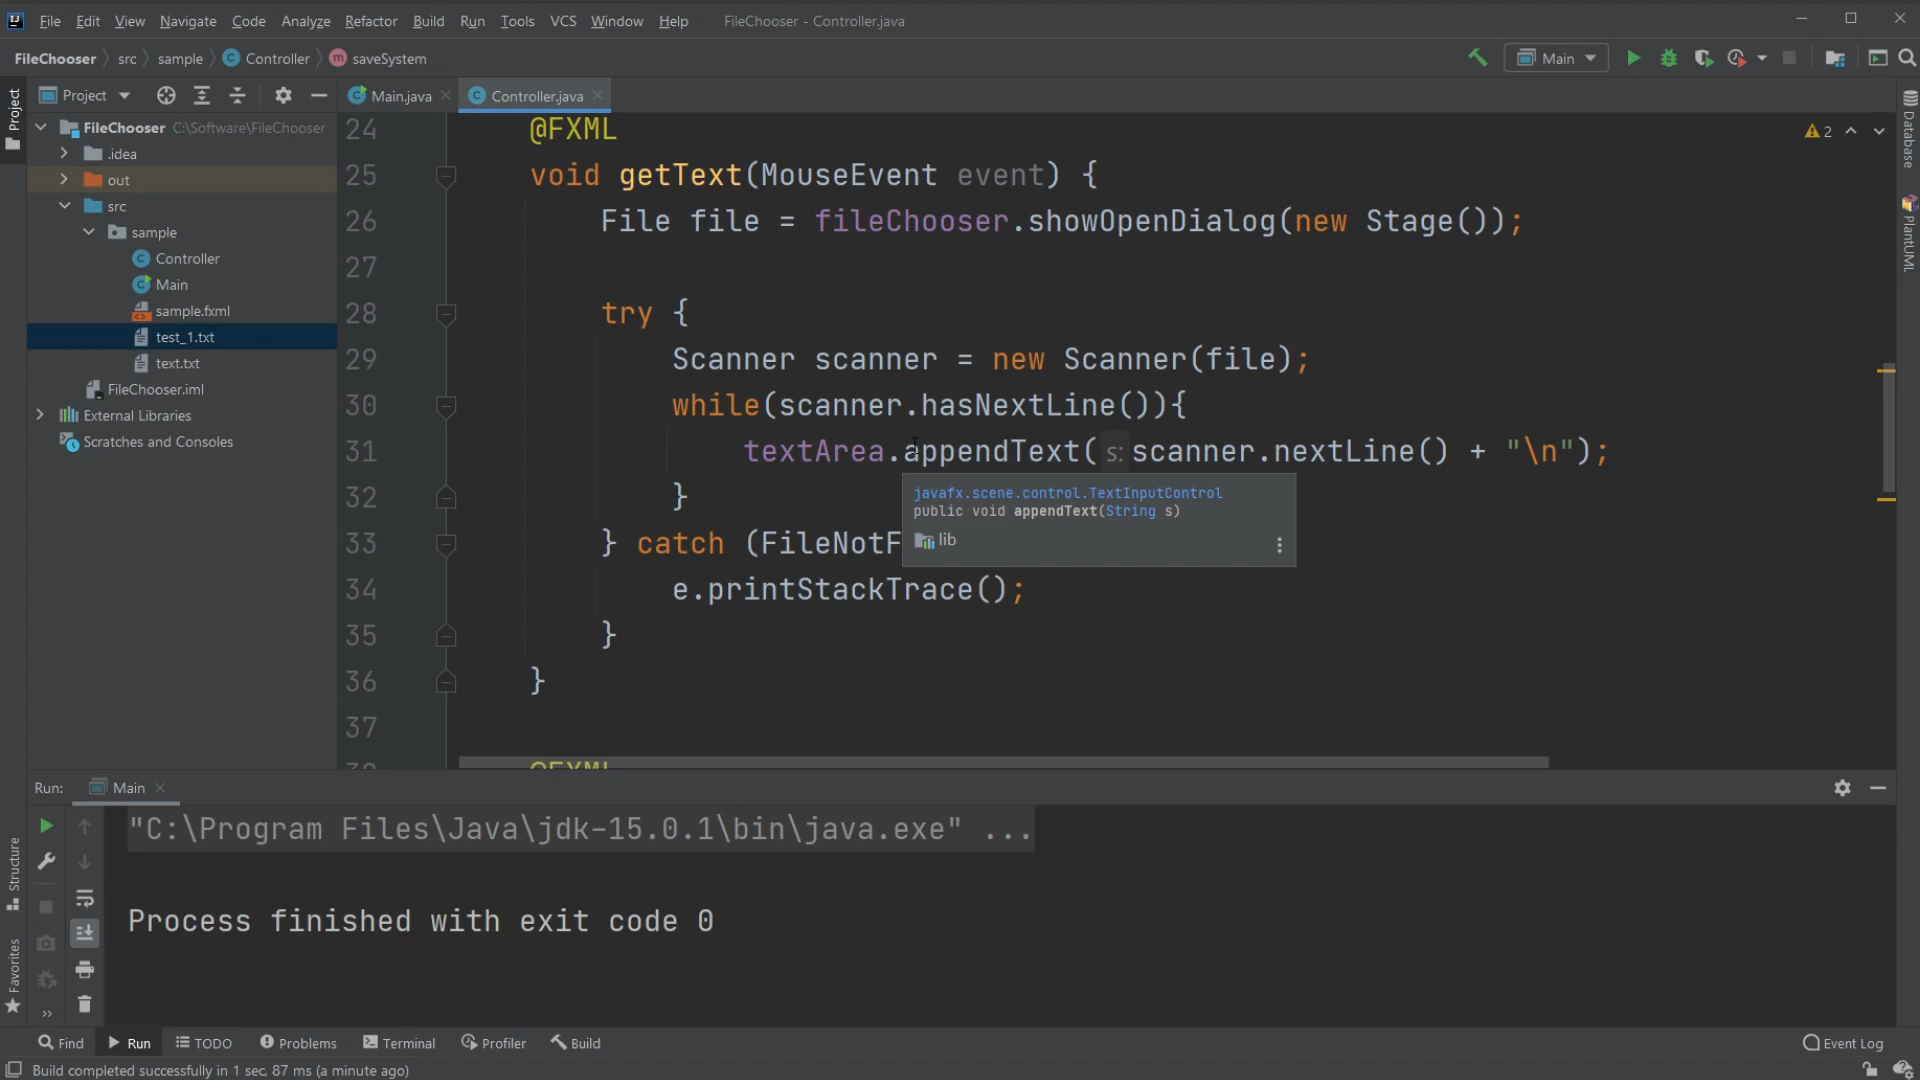 File Edit View Navigate Code Analyze Refactor Build Run Tools VCS Window Help FileChooser - Controller.java
FileChooser src sample Controller saveSystem
Main
Project
Main.java Controller.java
FileChooser C:\Software\FileChooser
.idea
out
src
sample
Controller
Main
sample.fxml
test_1.txt
text.txt
FileChooser.iml
External Libraries
Scratches and Consoles
Project
Structure
Favorites
Database
PlantUML
2
24 @FXML
25 void getText(MouseEvent event) {
26 File file = fileChooser.showOpenDialog(new Stage());
27
28 try {
29 Scanner scanner = new Scanner(file);
30 while(scanner.hasNextLine()){
31 textArea.appendText( s: scanner.nextLine() + "\n");
32 }
33 } catch (FileNotF
34 e.printStackTrace();
35 }
36 }
37
@FXML
javafx.scene.control.TextInputControl
public void appendText(String s)
lib
Run: Main
"C:\Program Files\Java\jdk-15.0.1\bin\java.exe" ...
Process finished with exit code 0
Find Run TODO Problems Terminal Profiler Build Event Log
Build completed successfully in 1 sec, 87 ms (a minute ago)